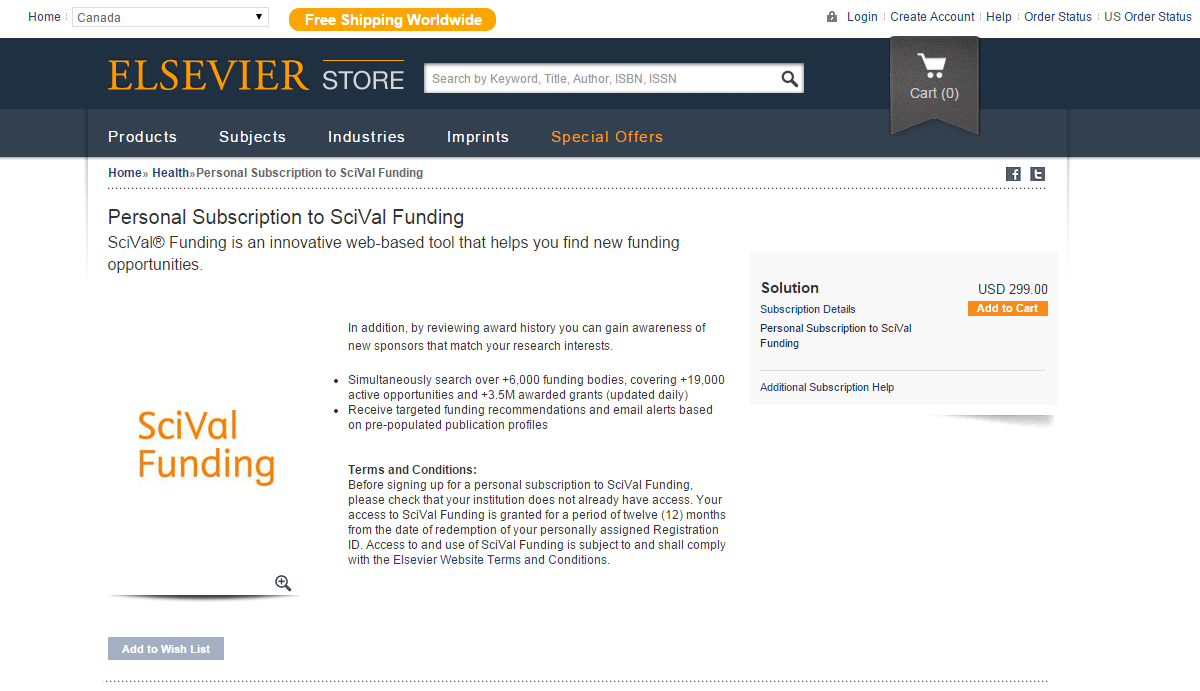 Home Canada Free Shipping Worldwide Login Create Account Help Order Status US Order Status
ELSEVIER STORE
Search by Keyword, Title, Author, ISBN, ISSN
Cart (0)
Products Subjects Industries Imprints Special Offers
Home» Health»Personal Subscription to SciVal Funding
Personal Subscription to SciVal Funding
SciVal® Funding is an innovative web-based tool that helps you find new funding
opportunities.
Solution USD 299.00
Subscription Details Add to Cart
Personal Subscription to SciVal
Funding
Additional Subscription Help
In addition, by reviewing award history you can gain awareness of
new sponsors that match your research interests.
• Simultaneously search over +6,000 funding bodies, covering +19,000
active opportunities and +3.5M awarded grants (updated daily)
• Receive targeted funding recommendations and email alerts based
on pre-populated publication profiles
SciVal
Funding
Terms and Conditions:
Before signing up for a personal subscription to SciVal Funding,
please check that your institution does not already have access. Your
access to SciVal Funding is granted for a period of twelve (12) months
from the date of redemption of your personally assigned Registration
ID. Access to and use of SciVal Funding is subject to and shall comply
with the Elsevier Website Terms and Conditions.
Add to Wish List